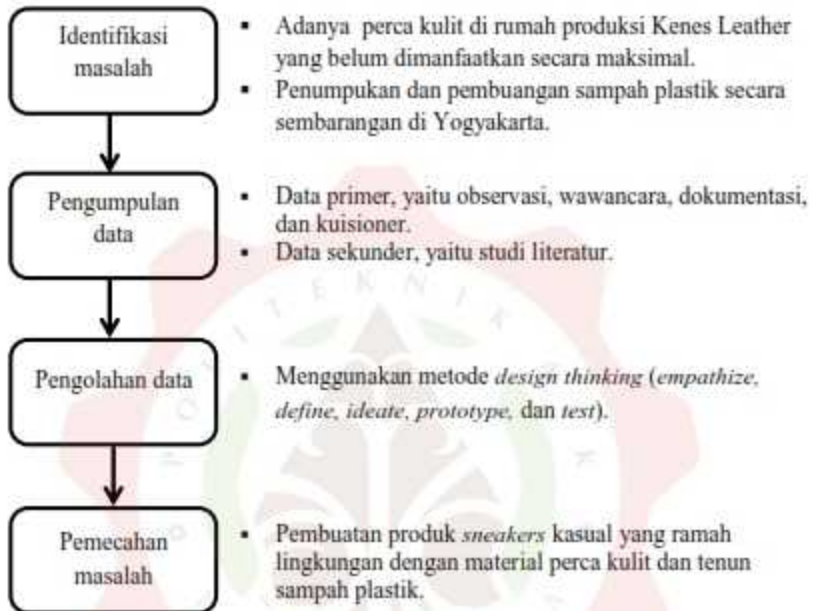 Identifikasi
masalah
▪ Adanya perca kulit di rumah produksi Kenes Leather
yang belum dimanfaatkan secara maksimal.
▪ Penumpukan dan pembuangan sampah plastik secara
sembarangan di Yogyakarta.
Pengumpulan
data
▪ Data primer, yaitu observasi, wawancara, dokumentasi,
dan kuisioner.
▪ Data sekunder, yaitu studi literatur.
Pengolahan data
▪ Menggunakan metode design thinking (empathize,
define, ideate, prototype, dan test).
Pemecahan
masalah
▪ Pembuatan produk sneakers kasual yang ramah
lingkungan dengan material perca kulit dan tenun
sampah plastik.